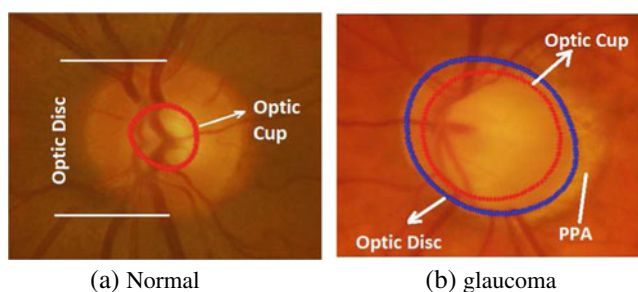 Optic Disc
Optic
Cup
(a) Normal
Optic Cup
Optic Disc
PPA
(b) glaucoma